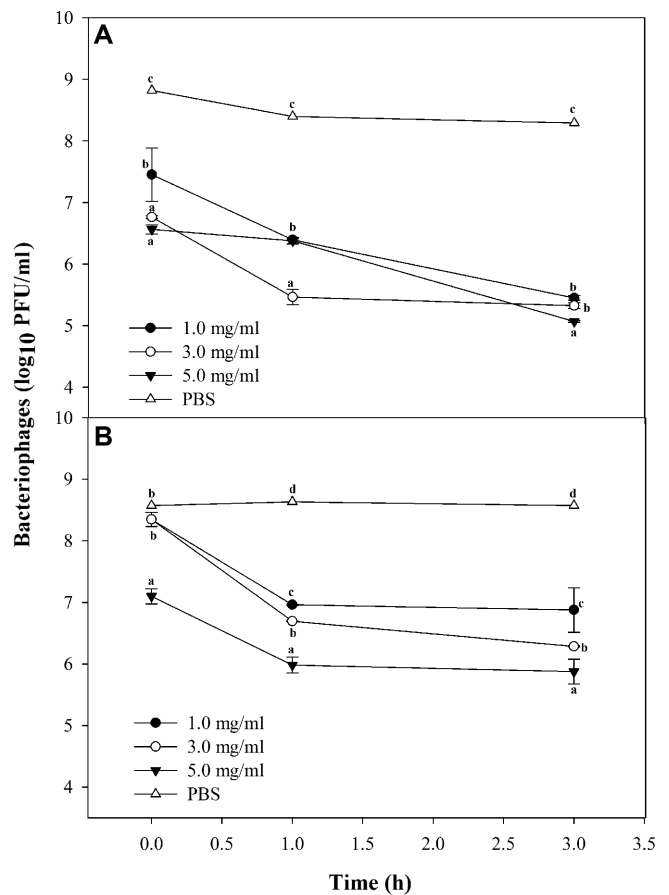 Bacteriophages (log10 PFU/ml)
10
A
9
8
7
6
5
4
c
c
c
b
a
a
b
a
b
b
a
1.0 mg/ml
3.0 mg/ml
5.0 mg/ml
PBS
10
B
9
8
7
6
5
4
b
d
d
b
a
c
b
a
c
b
a
1.0 mg/ml
3.0 mg/ml
5.0 mg/ml
PBS
0.0 0.5 1.0 1.5 2.0 2.5 3.0 3.5
Time (h)